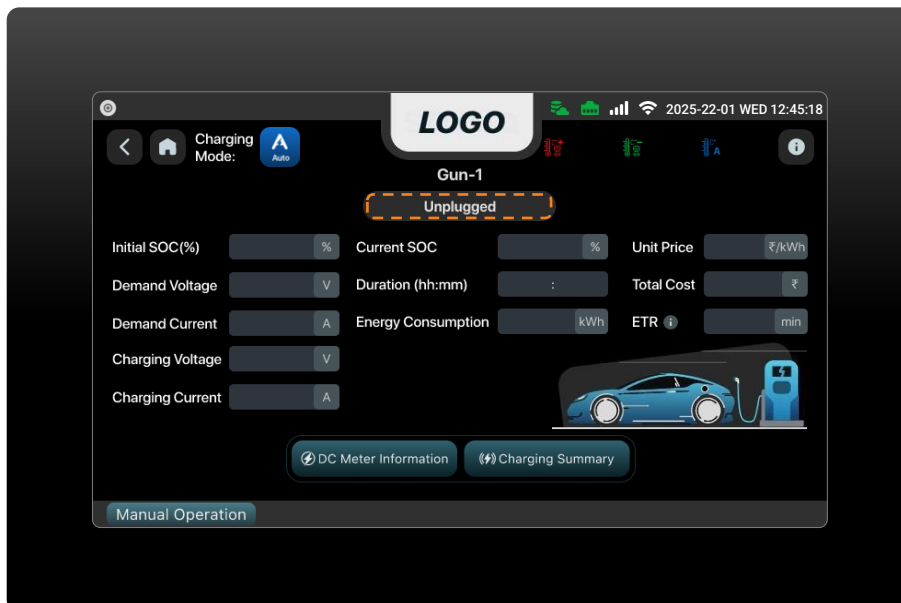 LOGO
2025-22-01 WED 12:45:18
Charging
Mode:
A
Auto
A
Gun-1
Unplugged
Initial SOC(%) %
Current SOC %
Unit Price ₹/kWh
Demand Voltage V
Duration (hh:mm) :
Total Cost ₹
Demand Current A
Energy Consumption kWh
ETR min
Charging Voltage V
Charging Current A
DC Meter Information
Charging Summary
Manual Operation